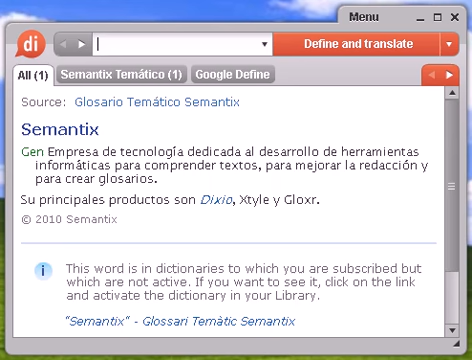 Menu
di
Define and translate
All (1)
Semantix Temático (1)
Google Define
Source: Glosario Temático Semantix
Semantix
Gen Empresa de tecnología dedicada al desarrollo de herramientas
informáticas para comprender textos, para mejorar la redacción y
para crear glosarios.
Su principales producto son Dixio, Xtyle y Gloxr.
© 2010 Semantix
i
This word is in dictionaries to which you are subscribed but
which are not active. If you want to see it, click on the link
and activate the dictionary in your Library.
"Semantix" - Glossari Temàtic Semantix